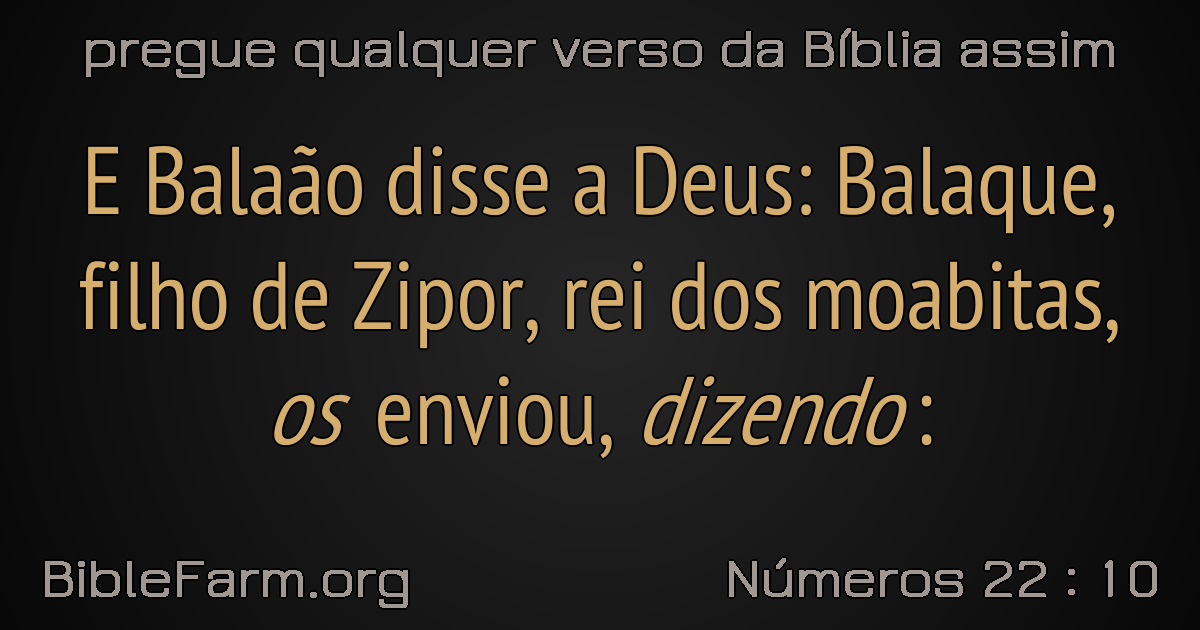 pregue qualquer verso da Bíblia assim
E Balaão disse a Deus: Balaque,
filho de Zipor, rei dos moabitas,
os enviou, dizendo:
BibleFarm.org
Números 22 : 10